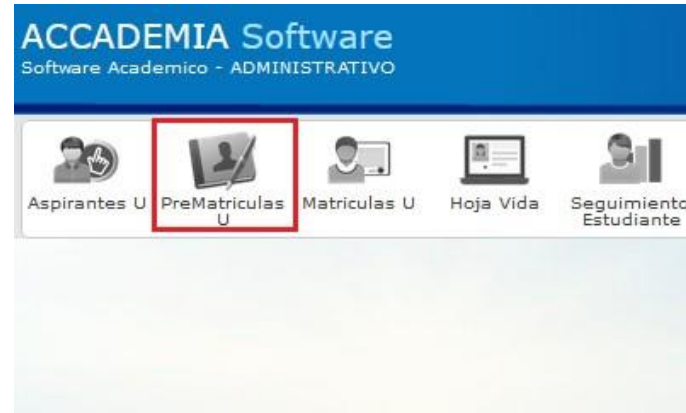 ACCADEMIA Software
Software Academico - ADMINISTRATIVO
Aspirantes U
PreMatriculas
U
Matriculas U
Hoja Vida
Seguimiento
Estudiante